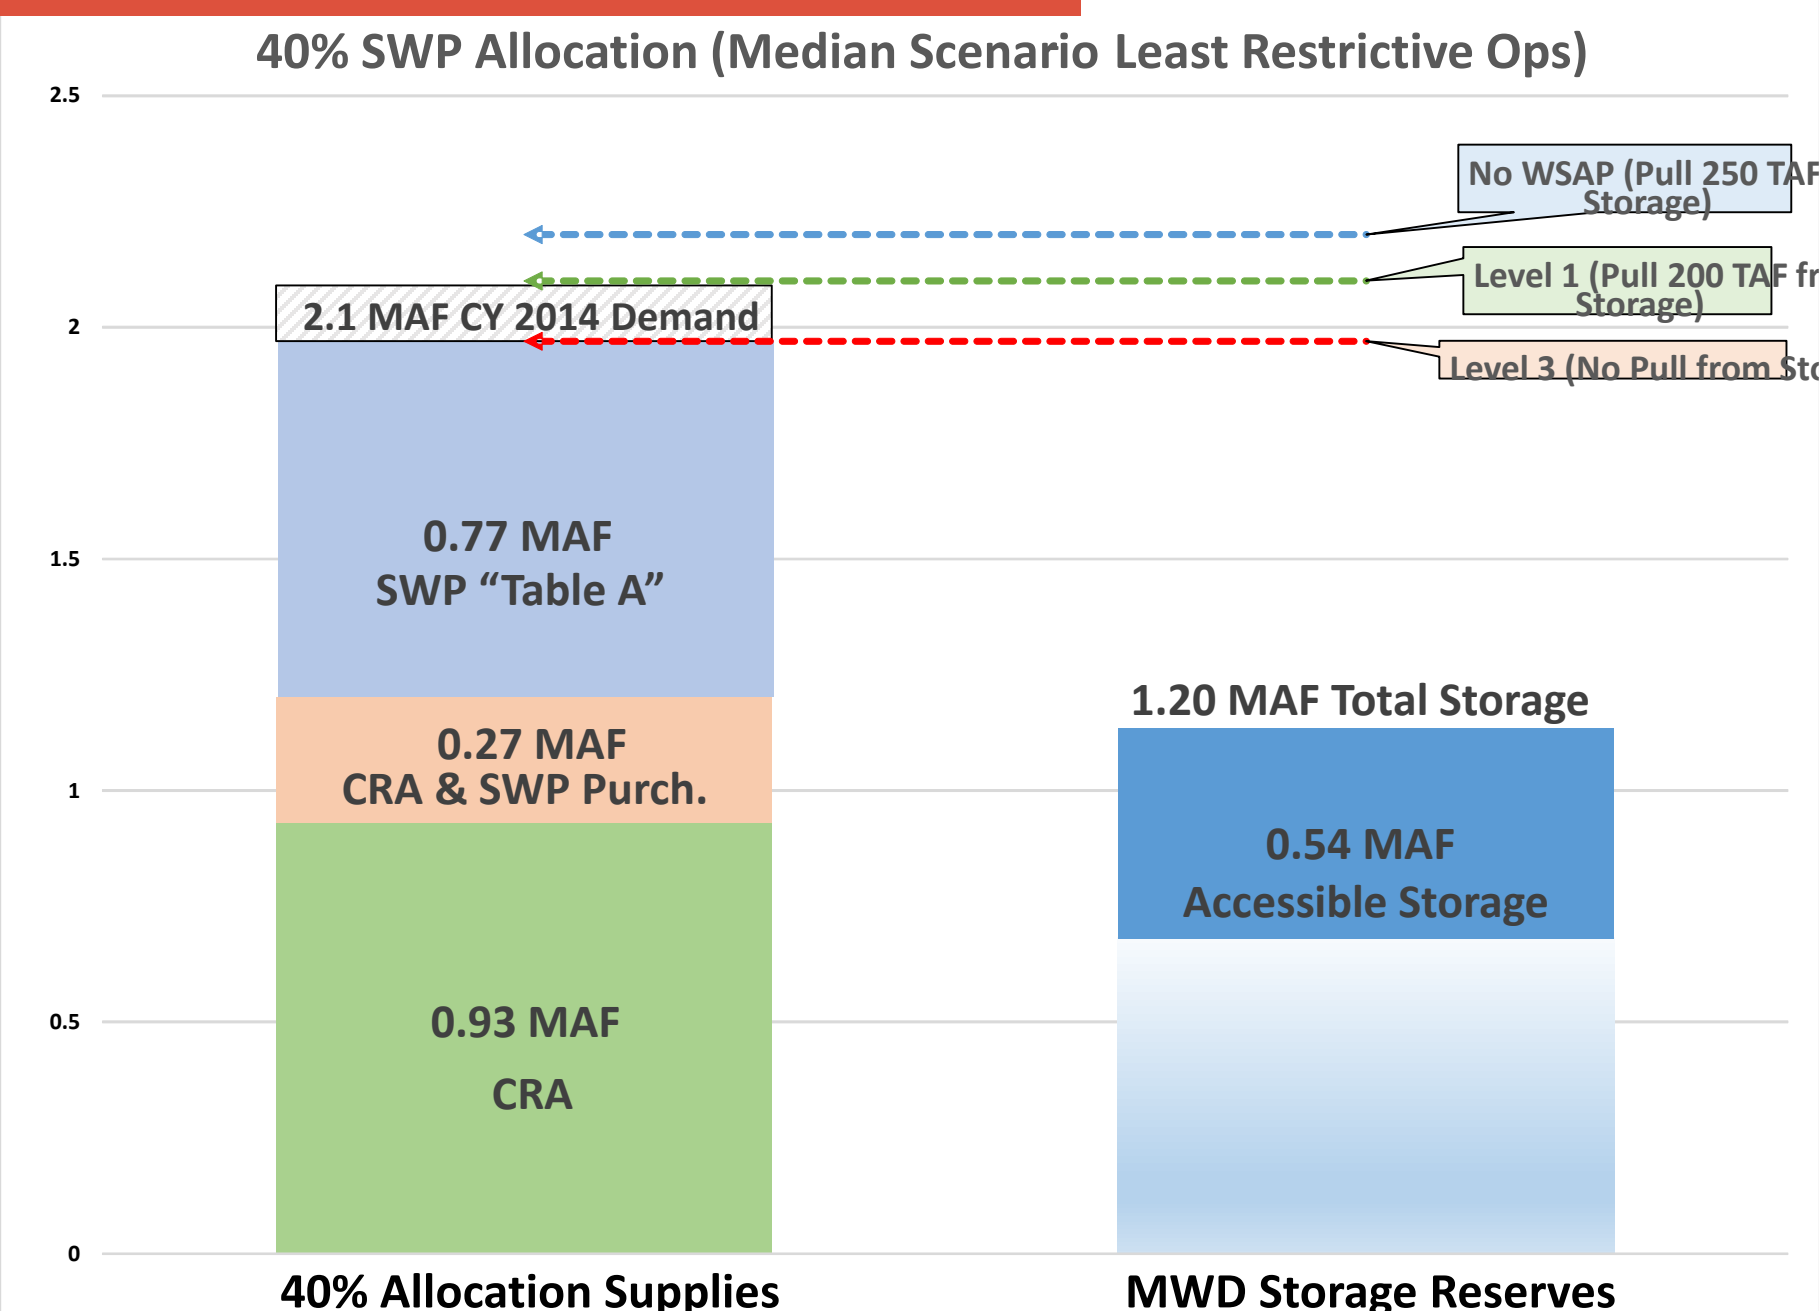 40% SWP Allocation (Median Scenario Least Restrictive Ops)
2.5
No WSAP (Pull 250 TAF
Storage)
Level 1 (Pull 200 TAF fr
Storage)
2.1 MAF CY 2014 Demand
2
Level 3 (No Pull from Sto
0.77 MAF
SWP “Table A”
1.5
1.20 MAF Total Storage
0.27 MAF
CRA & SWP Purch.
1
0.54 MAF
Accessible Storage
0.93 MAF
CRA
0.5
0
40% Allocation Supplies
MWD Storage Reserves